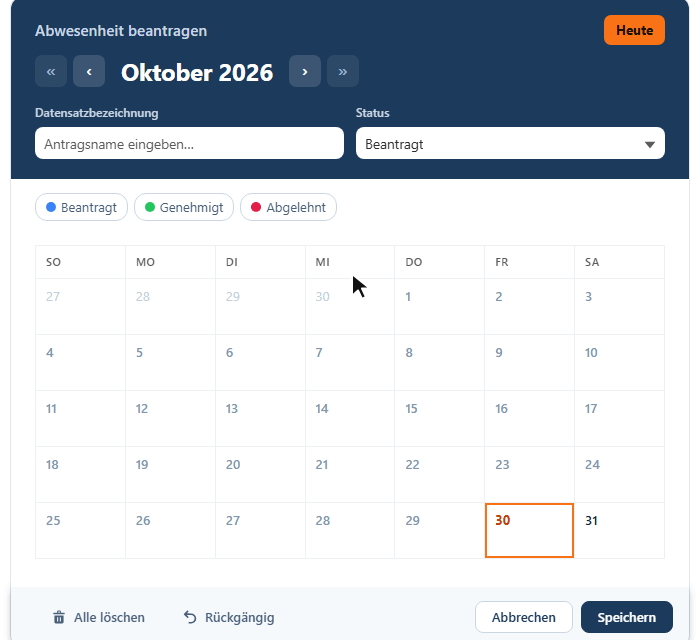 Abwesenheit beantragen
Heute
« ‹ Oktober 2026 › »
Datensatzbezeichnung Status
Antragsname eingeben... Beantragt
Beantragt Genehmigt Abgelehnt
SO MO DI MI DO FR SA
27 28 29 30 1 2 3
4 5 6 7 8 9 10
11 12 13 14 15 16 17
18 19 20 21 22 23 24
25 26 27 28 29 30 31
Alle löschen Rückgängig Abbrechen Speichern